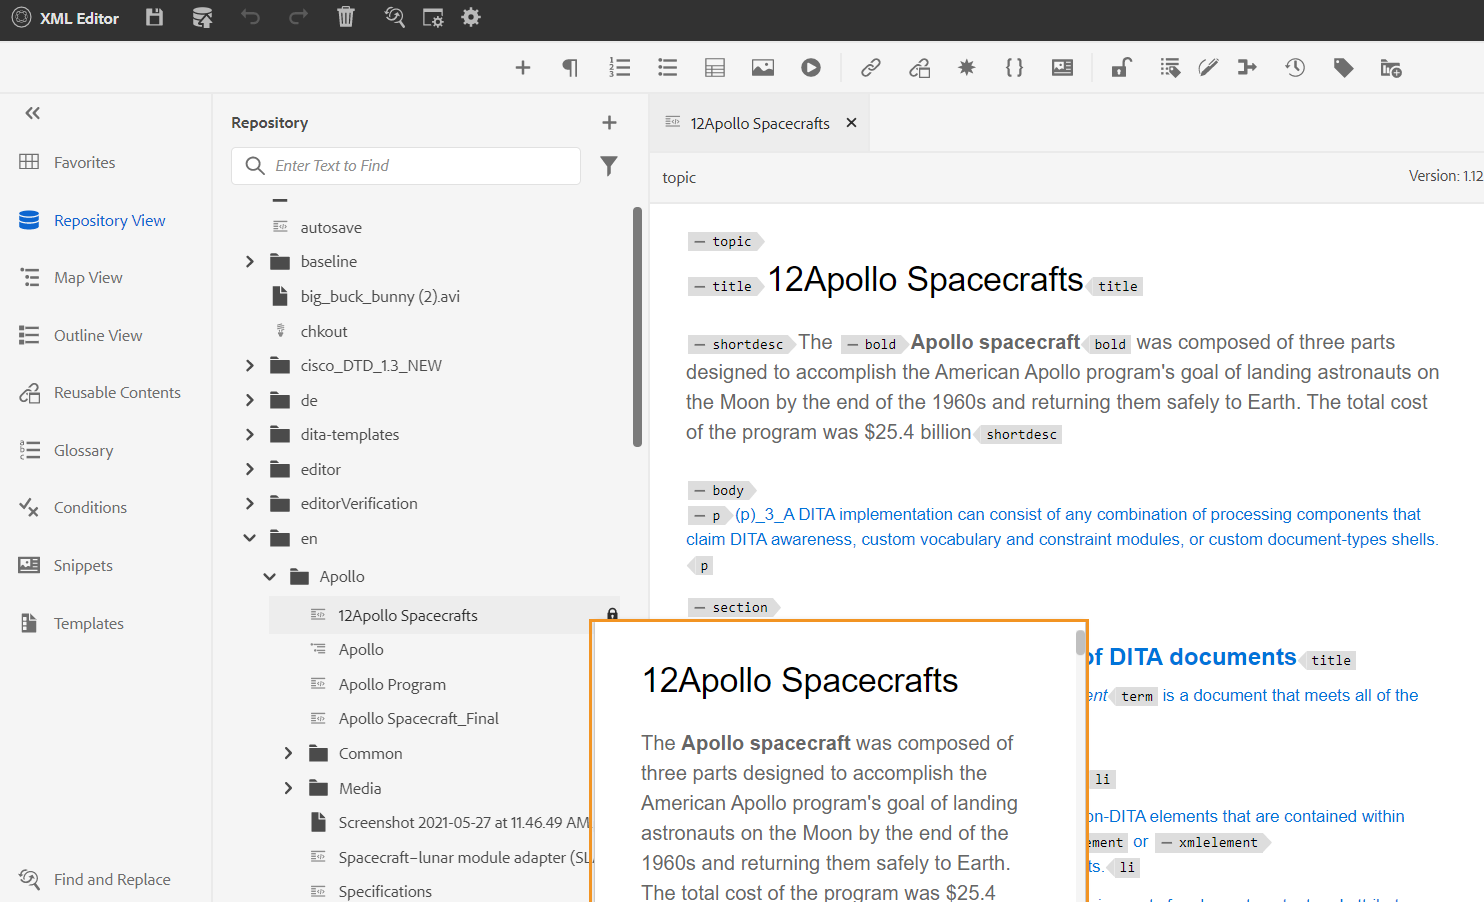 XML Editor
Repository
Enter Text to Find
Favorites
Repository View
Map View
Outline View
Reusable Contents
Glossary
Conditions
Snippets
Templates
Find and Replace
autosave
baseline
big_buck_bunny (2).avi
chkout
cisco_DTD_1.3_NEW
de
dita-templates
editor
editorVerification
en
Apollo
12Apollo Spacecrafts
Apollo
Apollo Program
Apollo Spacecraft_Final
Common
Media
Screenshot 2021-05-27 at 11.46.49 AM
Spacecraft–lunar module adapter (SL
Specifications
12Apollo Spacecrafts
topic
Version: 1.12
topic
title 12Apollo Spacecrafts title
shortdesc The bold Apollo spacecraft bold was composed of three parts
designed to accomplish the American Apollo program's goal of landing astronauts on
the Moon by the end of the 1960s and returning them safely to Earth. The total cost
of the program was $25.4 billion shortdesc
body
p (p)_3_A DITA implementation can consist of any combination of processing components that
claim DITA awareness, custom vocabulary and constraint modules, or custom document-types shells.
p
section
of DITA documents title
ent term is a document that meets all of the
li
on-DITA elements that are contained within
ement or xmlelement
ts. li
12Apollo Spacecrafts
The Apollo spacecraft was composed of
three parts designed to accomplish the
American Apollo program's goal of landing
astronauts on the Moon by the end of the
1960s and returning them safely to Earth.
The total cost of the program was $25.4